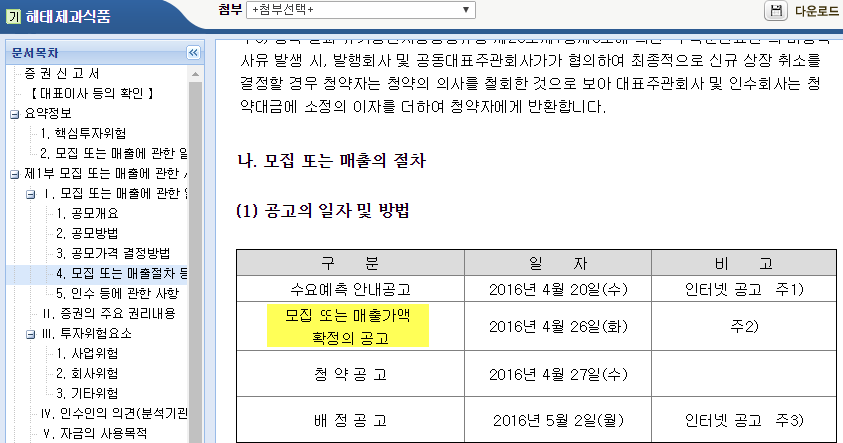 기 해태제과식품
첨부 +첨부선택+
다운로드
문서목차
증 권 신 고 서
【 대표이사 등의 확인 】
요약정보
1. 핵심투자위험
2. 모집 또는 매출에 관한 일
제1부 모집 또는 매출에 관한
I. 모집 또는 매출에 관한
1. 공모개요
2. 공모방법
3. 공모가격 결정방법
4. 모집 또는 매출절차 등
5. 인수 등에 관한 사항
II. 증권의 주요 권리내용
III. 투자위험요소
1. 사업위험
2. 회사위험
3. 기타위험
IV. 인수인의 의견(분석기관
V. 자금의 사용목적
사유 발생 시, 발행회사 및 공동대표주관회사가가 협의하여 최종적으로 신규 상장 취소를
결정할 경우 청약자는 청약의 의사를 철회한 것으로 보아 대표주관회사 및 인수회사는 청
약대금에 소정의 이자를 더하여 청약자에게 반환합니다.
나. 모집 또는 매출의 절차
(1) 공고의 일자 및 방법
구 분 일 자 비 고
수요예측 안내공고 2016년 4월 20일(수) 인터넷 공고 주1)
모집 또는 매출가액
확정의 공고 2016년 4월 26일(화) 주2)
청 약 공 고 2016년 4월 27일(수)
배 정 공 고 2016년 5월 2일(월) 인터넷 공고 주3)